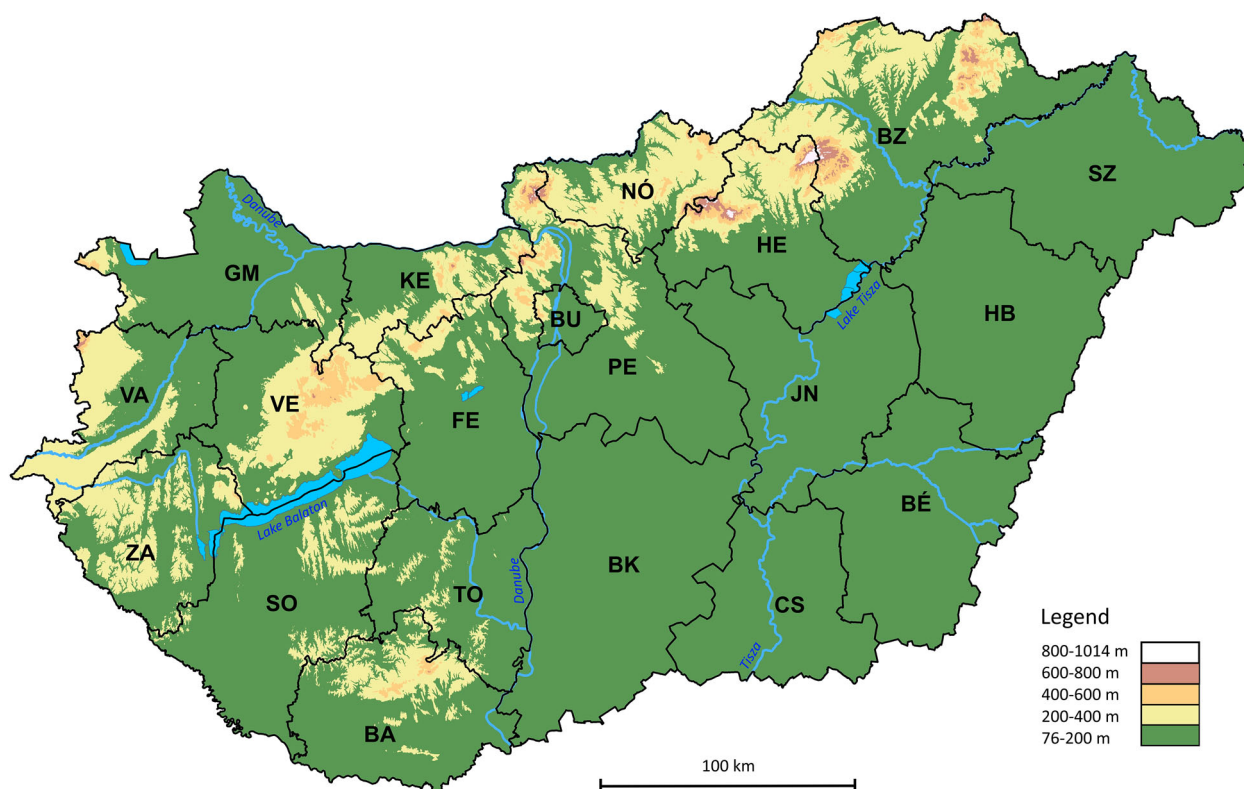 BZ
SZ
NÓ
Danube
HE
GM
KE
Lake Tisza
BU
HB
PE
VA
VE
JN
FE
BÉ
Lake Balaton
ZA
BK
Danube
SO
TO
CS
Tisza
BA
Legend
800-1014 m
600-800 m
400-600 m
200-400 m
76-200 m
100 km